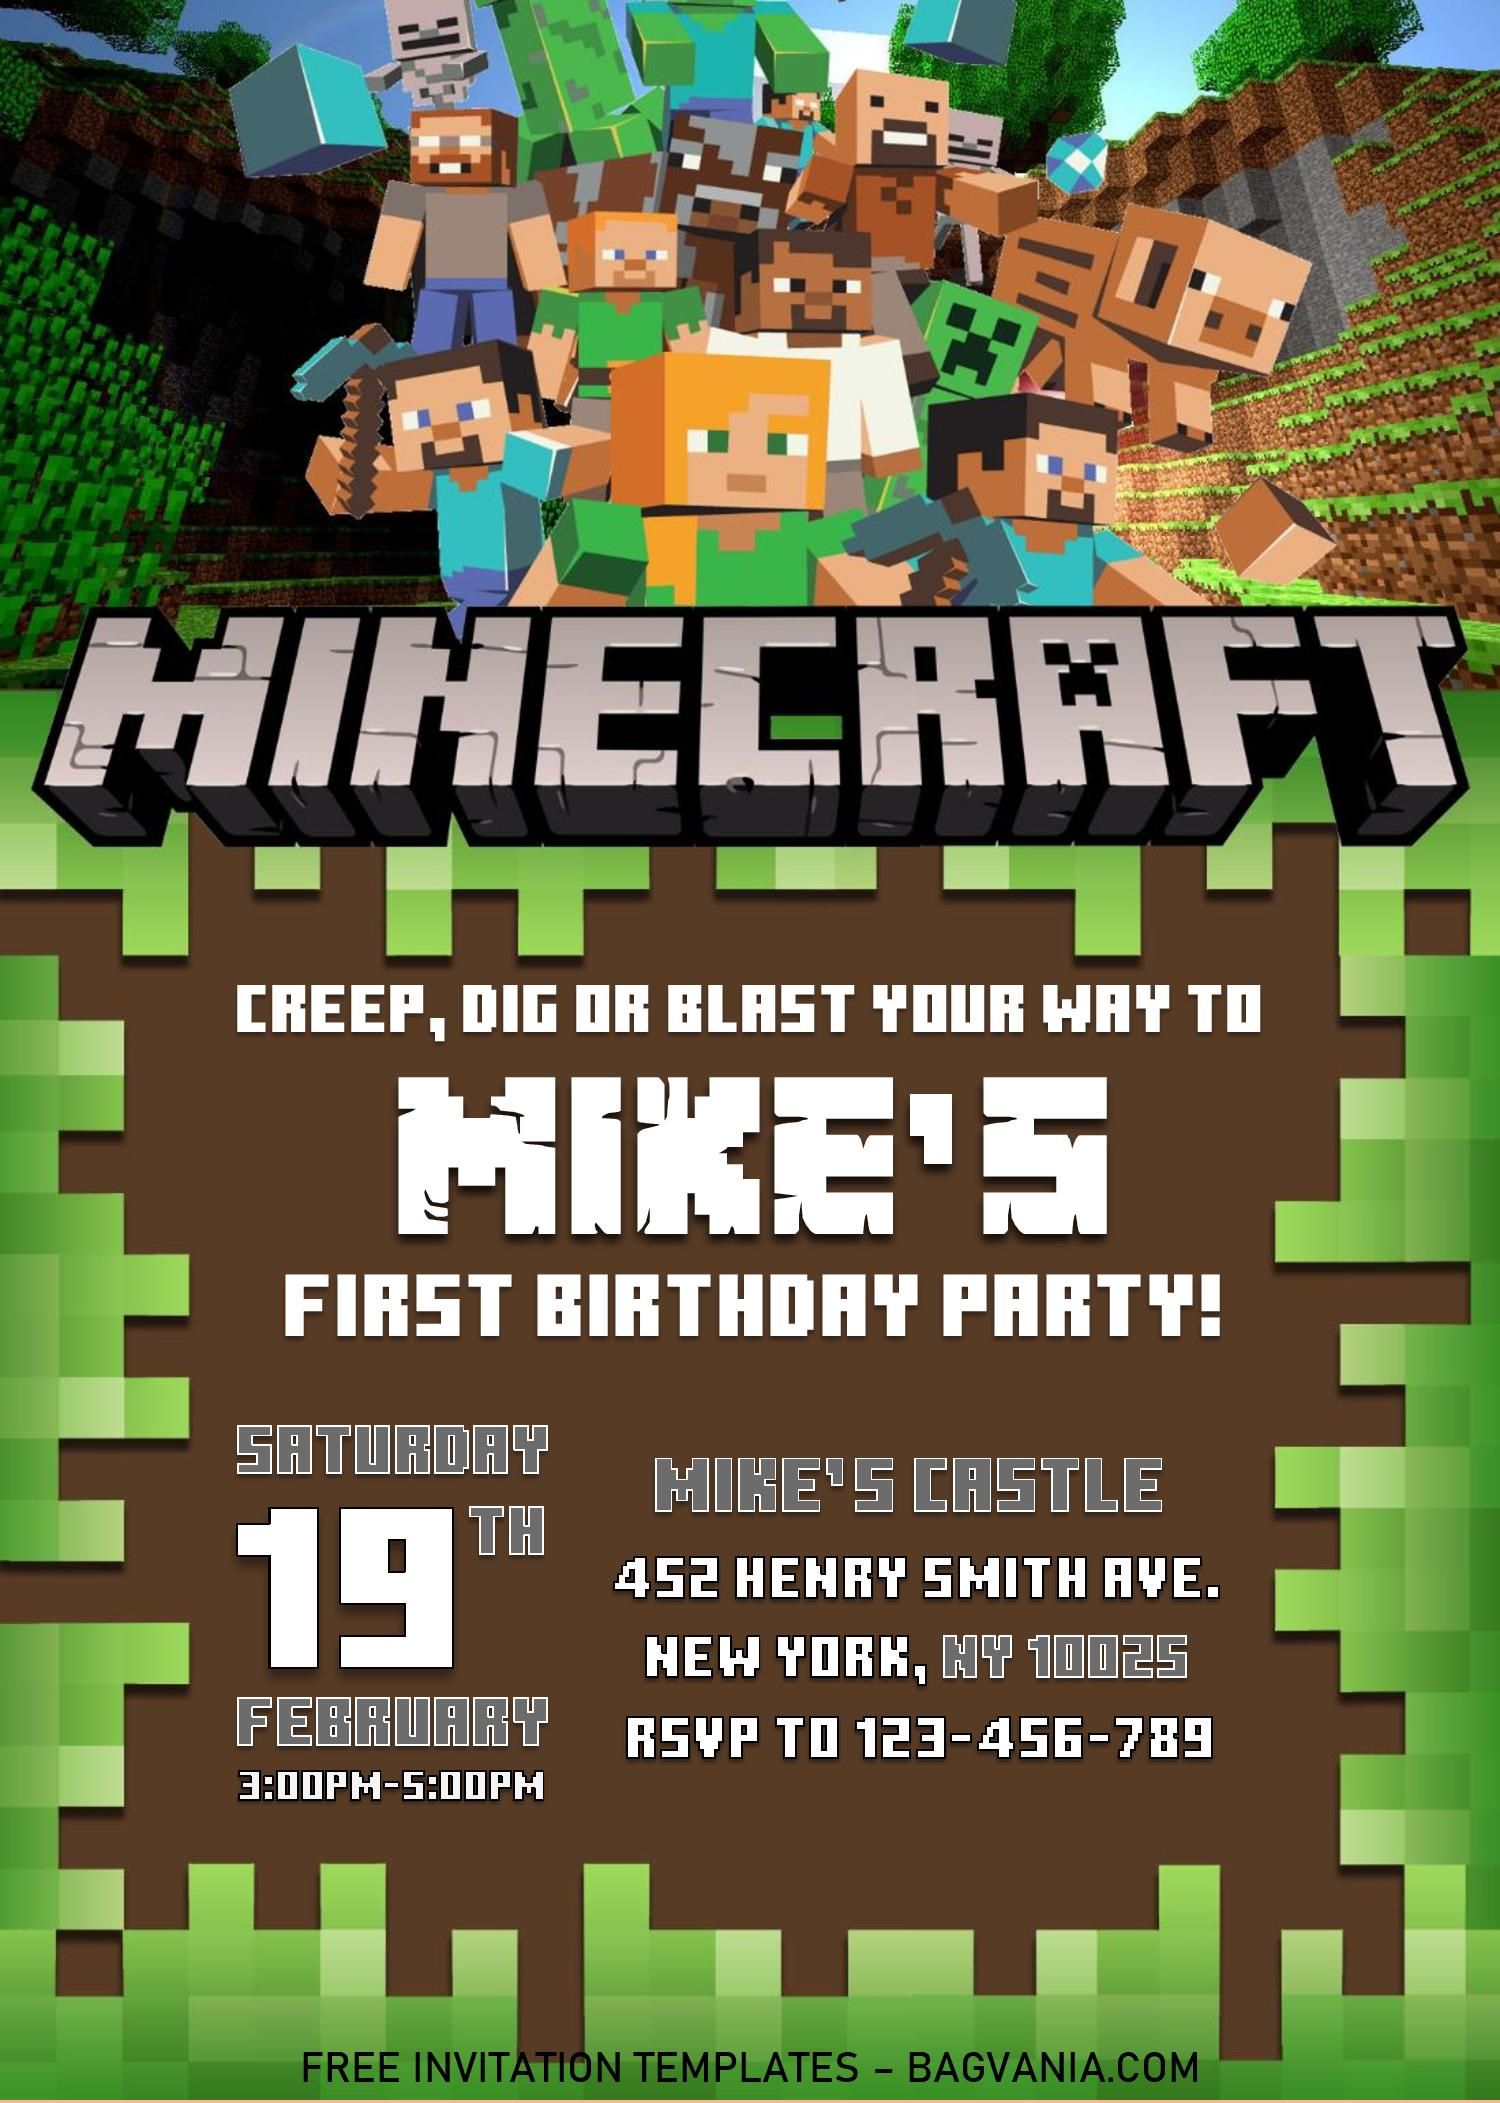 MINECRAFT
CREEP, DIG OR BLAST YOUR WAY TO
MIKE'S
FIRST BIRTHDAY PARTY!
SATURDAY
19TH
FEBRUARY
3:00PM-5:00PM
MIKE'S CASTLE
452 HENRY SMITH AVE.
NEW YORK, NY 10025
RSVP TO 123-456-789
FREE INVITATION TEMPLATES – BAGVANIA.COM